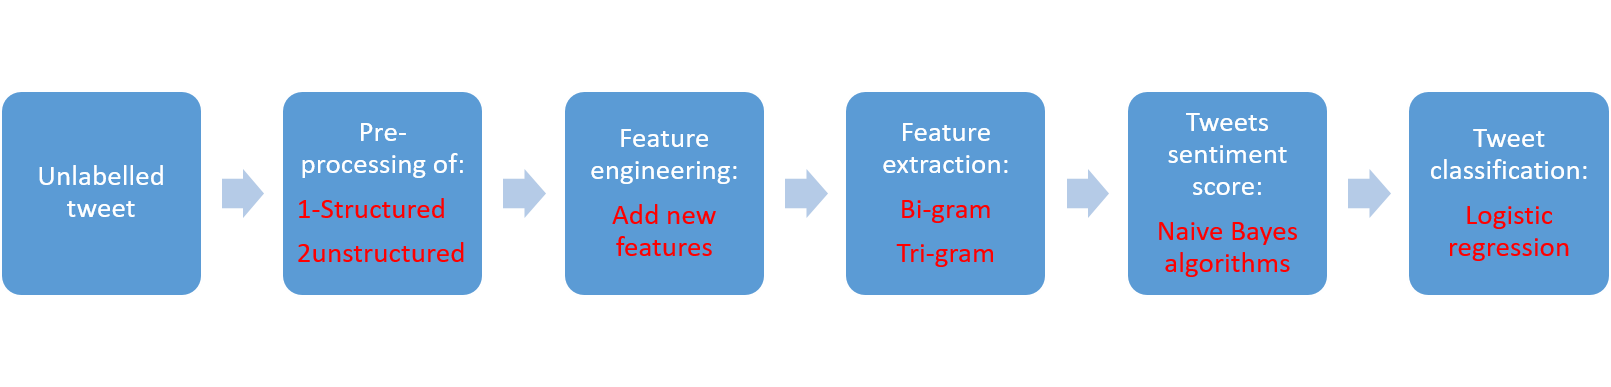 Unlabelled
tweet
Pre-
processing of:
1-Structured
2unstructured
Feature
engineering:
Add new
features
Feature
extraction:
Bi-gram
Tri-gram
Tweets
sentiment
score:
Naive Bayes
algorithms
Tweet
classification:
Logistic
regression